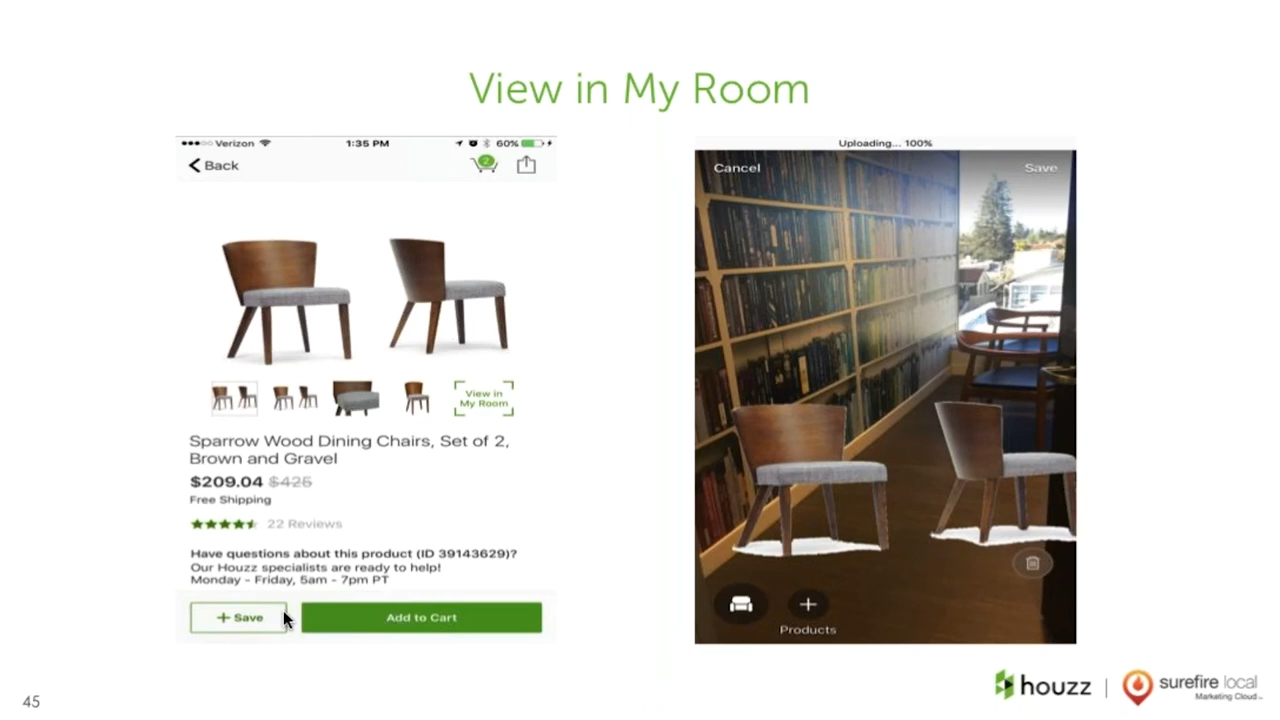 View in My Room
Verizon 1:35 PM 60%
Back
2
View in
My Room
Sparrow Wood Dining Chairs, Set of 2,
Brown and Gravel
$209.04 $425
Free Shipping
22 Reviews
Have questions about this product (ID 39143629)?
Our Houzz specialists are ready to help!
Monday - Friday, 5am - 7pm PT
+ Save
Add to Cart
Uploading... 100%
Cancel
Save
Products
45
houzz
surefire local
Marketing Cloud